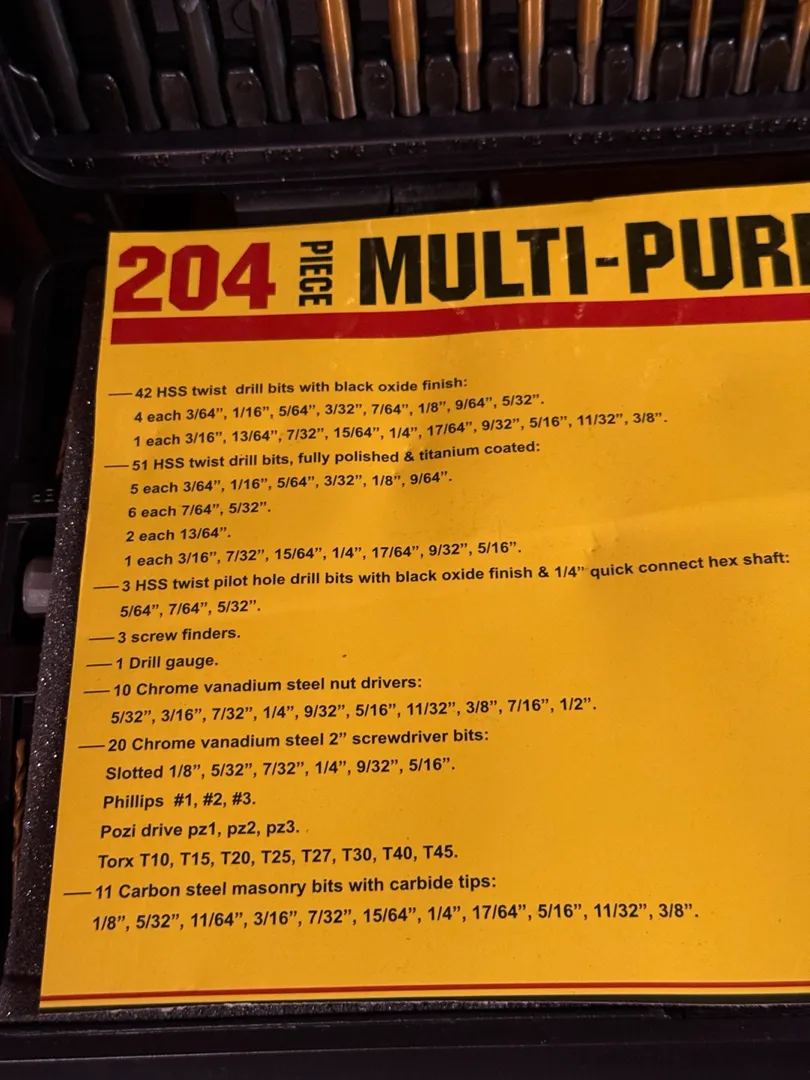 204 PIECE MULTI-PUR
—42 HSS twist drill bits with black oxide finish:
4 each 3/64”, 1/16”, 5/64”, 3/32”, 7/64”, 1/8”, 9/64”, 5/32”.
1 each 3/16”, 13/64”, 7/32”, 15/64”, 1/4”, 17/64”, 9/32”, 5/16”, 11/32”, 3/8”.
—51 HSS twist drill bits, fully polished & titanium coated:
5 each 3/64”, 1/16”, 5/64”, 3/32”, 1/8”, 9/64”.
6 each 7/64”, 5/32”.
2 each 13/64”.
1 each 3/16”, 7/32”, 15/64”, 1/4”, 17/64”, 9/32”, 5/16”.
—3 HSS twist pilot hole drill bits with black oxide finish & 1/4” quick connect hex shaft:
5/64”, 7/64”, 5/32”.
—3 screw finders.
—1 Drill gauge.
—10 Chrome vanadium steel nut drivers:
5/32”, 3/16”, 7/32”, 1/4”, 9/32”, 5/16”, 11/32”, 3/8”, 7/16”, 1/2”.
—20 Chrome vanadium steel 2” screwdriver bits:
Slotted 1/8”, 5/32”, 7/32”, 1/4”, 9/32”, 5/16”.
Phillips #1, #2, #3.
Pozi drive pz1, pz2, pz3.
Torx T10, T15, T20, T25, T27, T30, T40, T45.
—11 Carbon steel masonry bits with carbide tips:
1/8”, 5/32”, 11/64”, 3/16”, 7/32”, 15/64”, 1/4”, 17/64”, 5/16”, 11/32”, 3/8”.